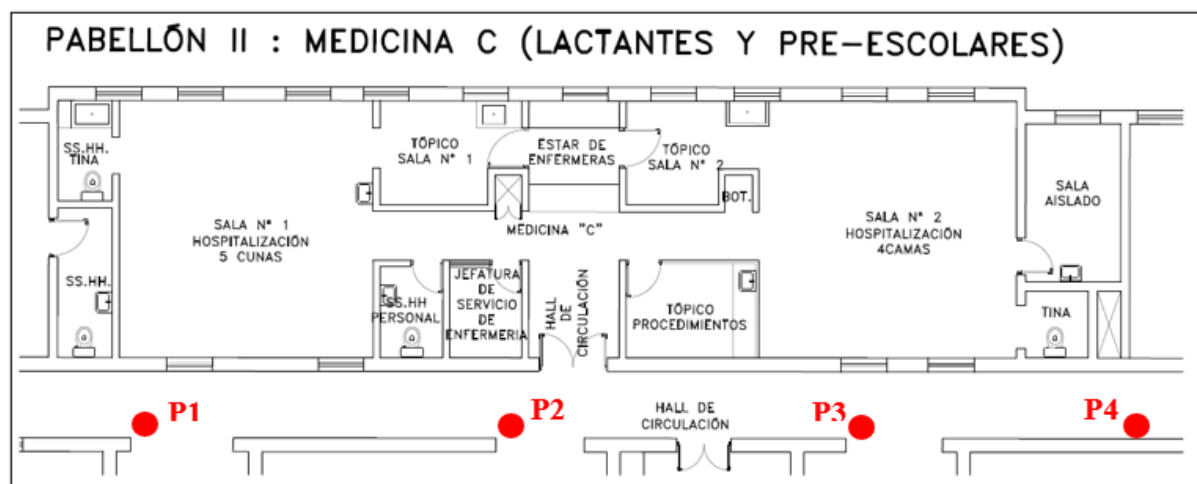 PABELLÓN II : MEDICINA C (LACTANTES Y PRE-ESCOLARES)
SS.HH.
TINA
TÓPICO
SALA N° 1
ESTAR DE
ENFERMERAS
TÓPICO
SALA N° 2
BOT.
SALA
AISLADO
SALA N° 1
HOSPITALIZACIÓN
5 CUNAS
MEDICINA "C"
SALA N° 2
HOSPITALIZACIÓN
4CAMAS
SS.HH.
SS.HH
PERSONAL
JEFATURA
DE
SERVICIO
DE
ENFERMERIA
HALL
DE
CIRCULACIÓN
TÓPICO
PROCEDIMIENTOS
TINA
P1
P2
HALL DE
CIRCULACIÓN
P3
P4